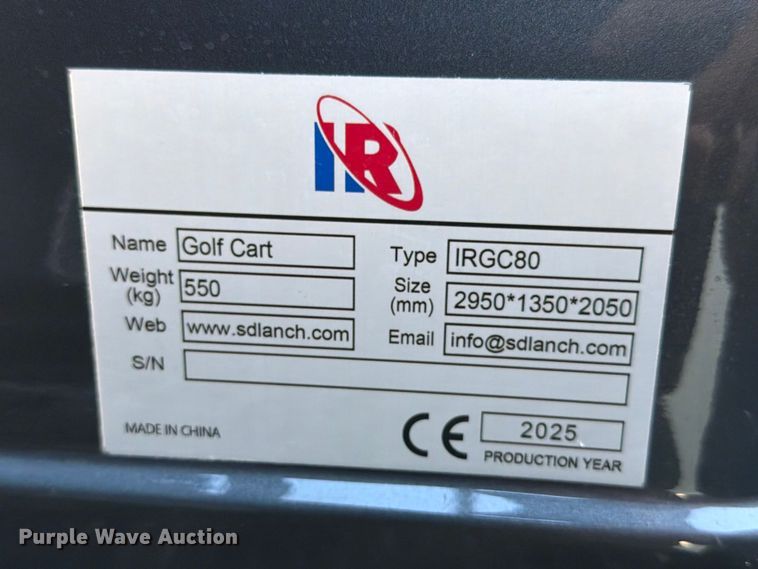 IR
Name Golf Cart Type IRGC80
Weight (kg) 550 Size (mm) 2950*1350*2050
Web www.sdlanch.com Email info@sdlanch.com
S/N
MADE IN CHINA CE 2025
PRODUCTION YEAR
Purple Wave Auction